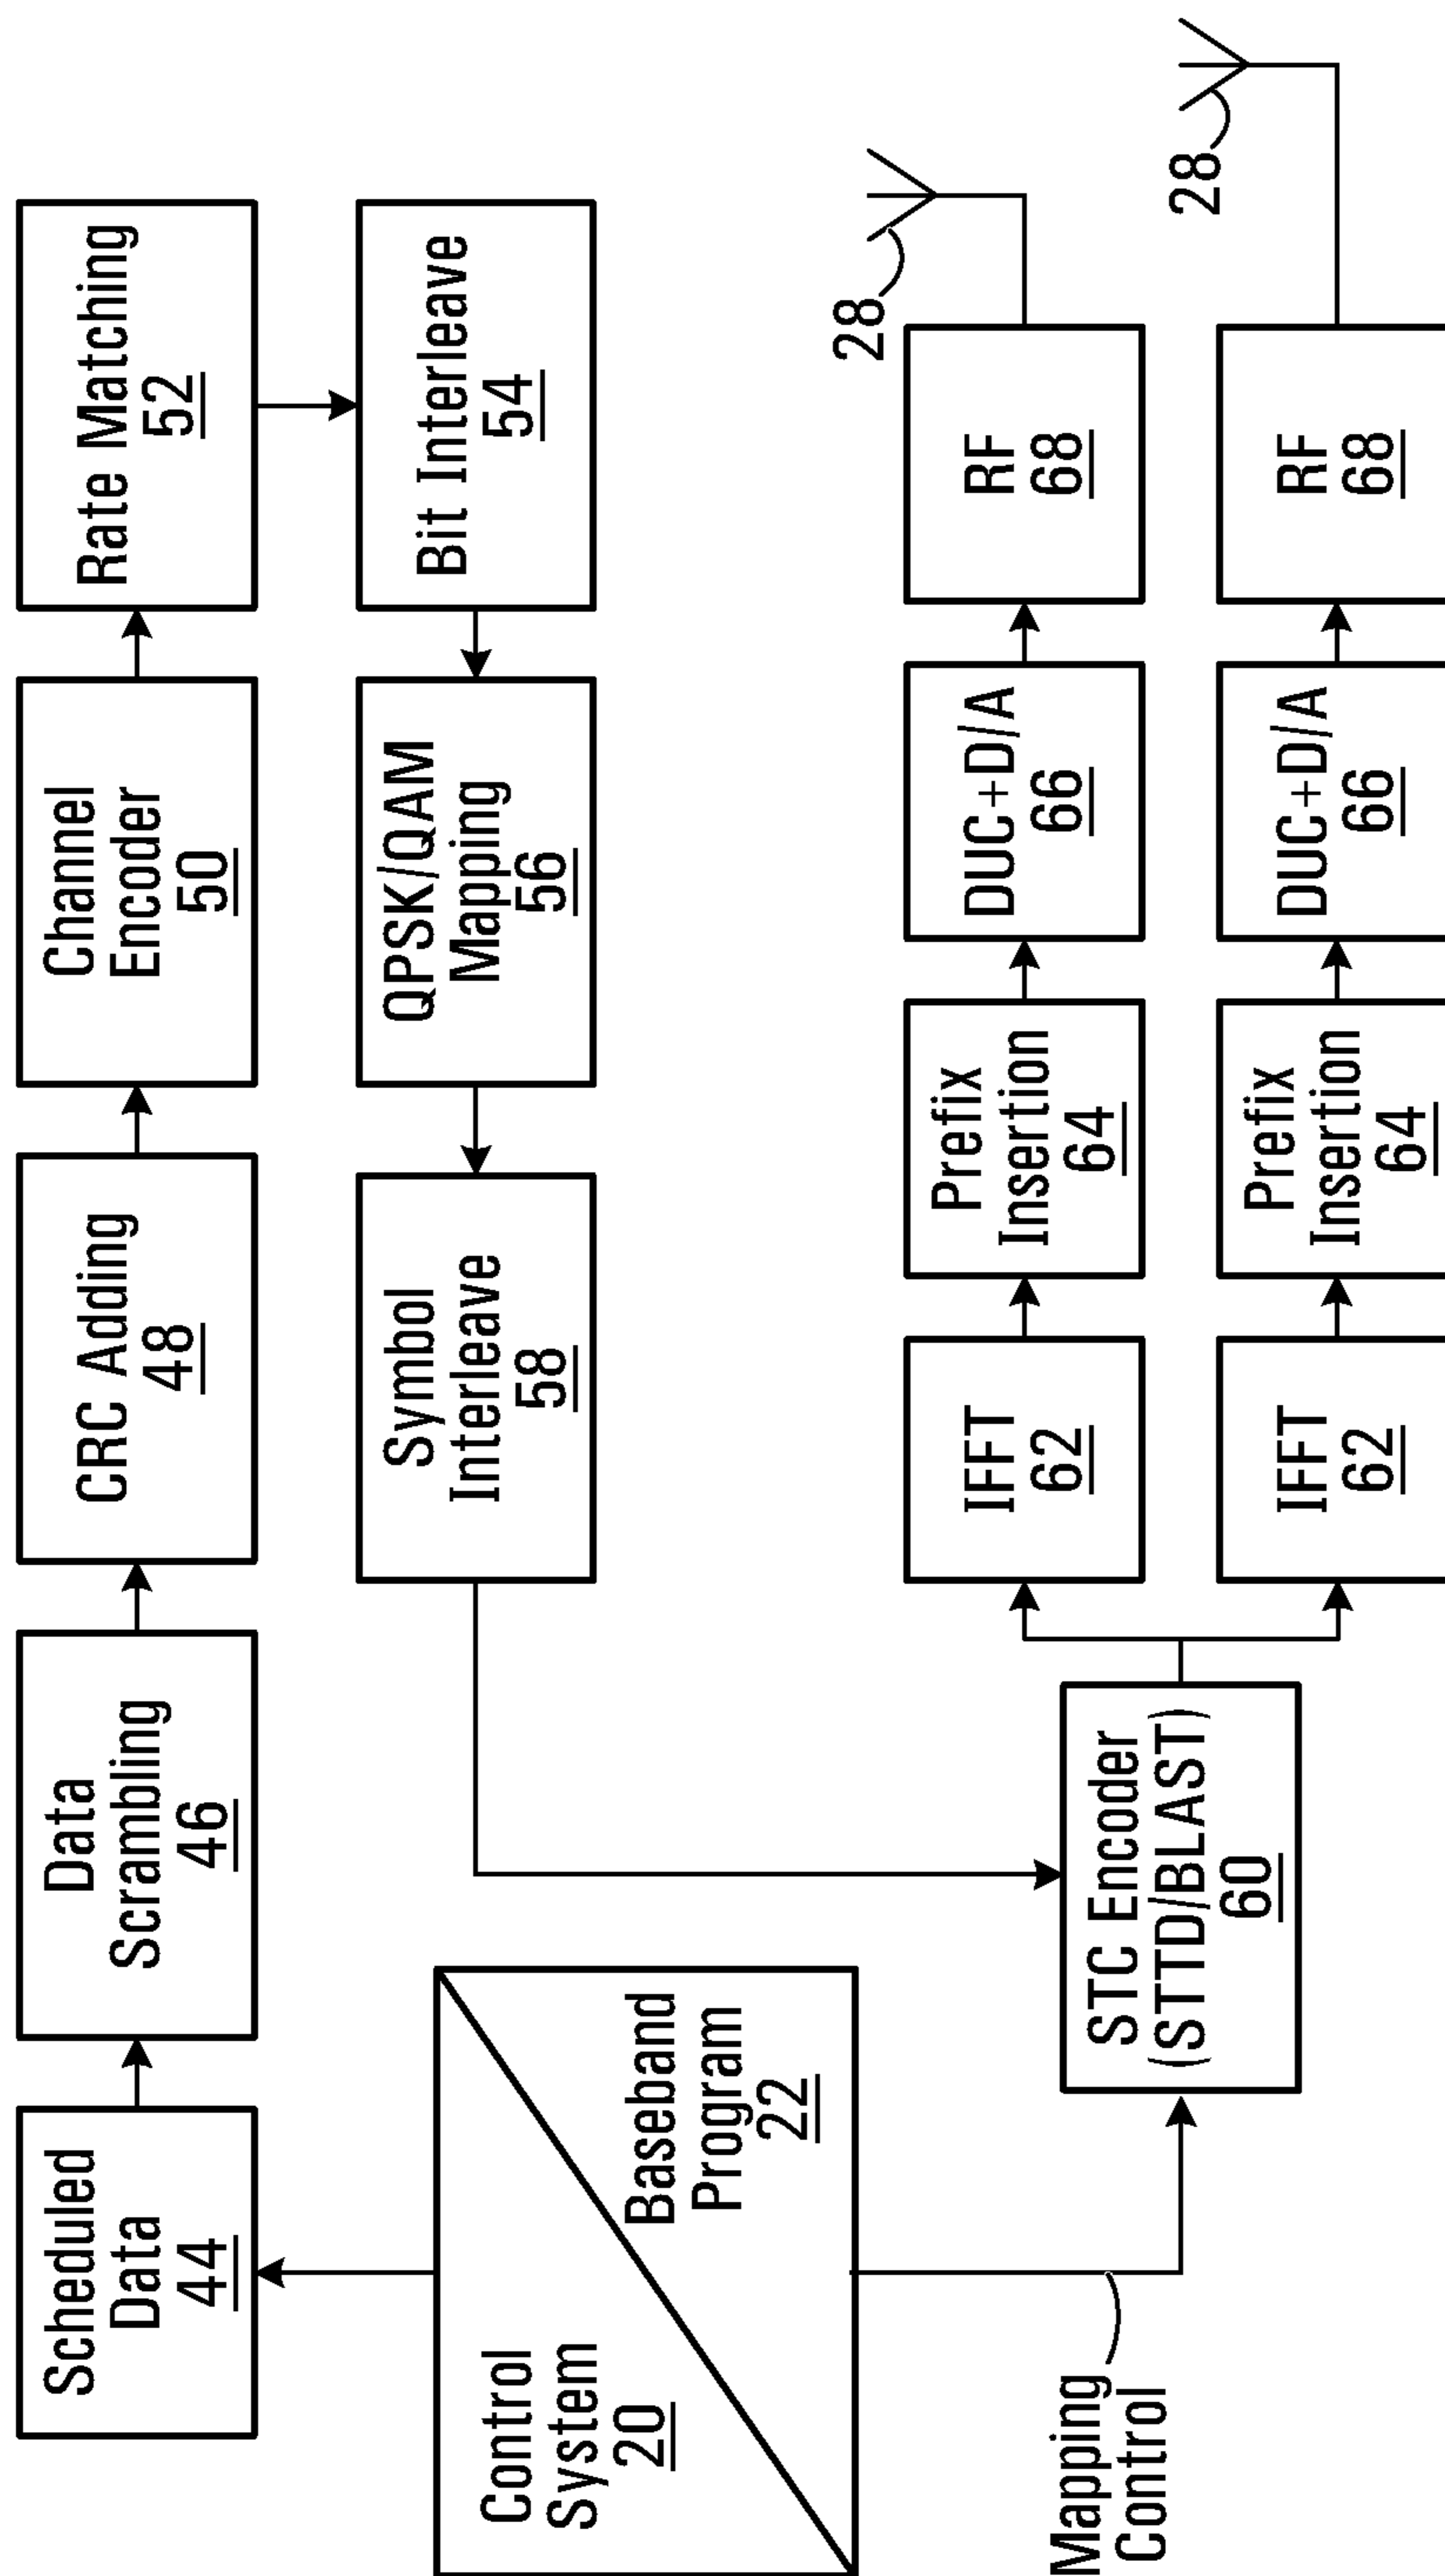 Scheduled
Data
44
Data
Scrambling
46
CRC Adding
48
Channel
Encoder
50
Rate Matching
52
Bit Interleave
54
QPSK/QAM
Mapping
56
Symbol
Interleave
58
Control
System
20
Baseband
Program
22
Mapping
Control
STC Encoder
(STTD/BLAST)
60
IFFT
62
Prefix
Insertion
64
DUC+D/A
66
RF
68
28
IFFT
62
Prefix
Insertion
64
DUC+D/A
66
RF
68
28